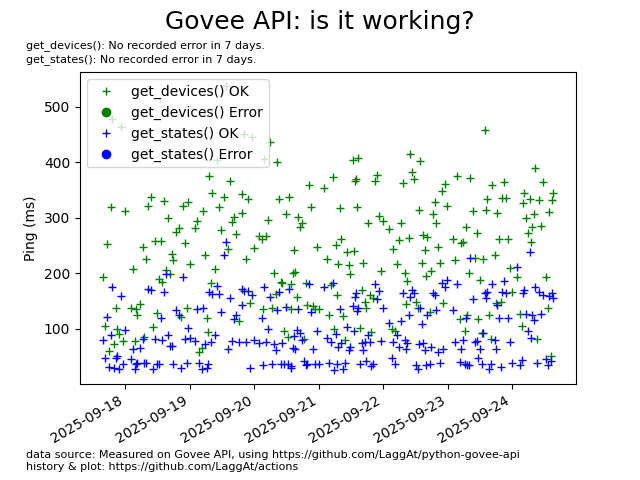 Govee API: is it working?
get_devices(): No recorded error in 7 days.
get_states(): No recorded error in 7 days.
get_devices() OK
get_devices() Error
get_states() OK
get_states() Error
Ping (ms)
500
400
300
200
100
2025-09-18
2025-09-19
2025-09-20
2025-09-21
2025-09-22
2025-09-23
2025-09-24
data source: Measured on Govee API, using https://github.com/LaggAt/python-govee-api
history & plot: https://github.com/LaggAt/actions